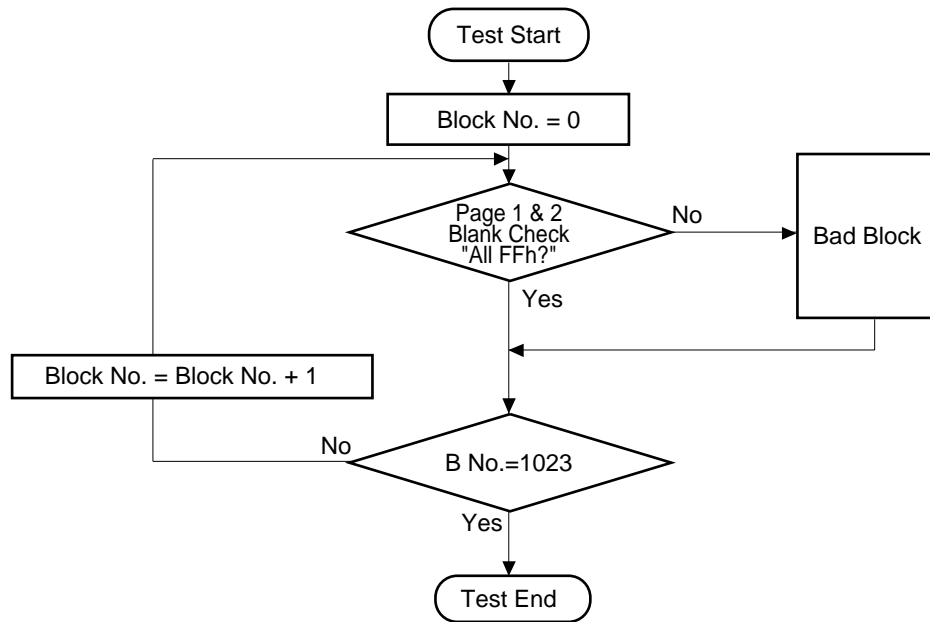 Test Start
Block No. = 0
Page 1 & 2
Blank Check
"All FFh?"
No
Bad Block
Yes
Block No. = Block No. + 1
No
B No.=1023
Yes
Test End